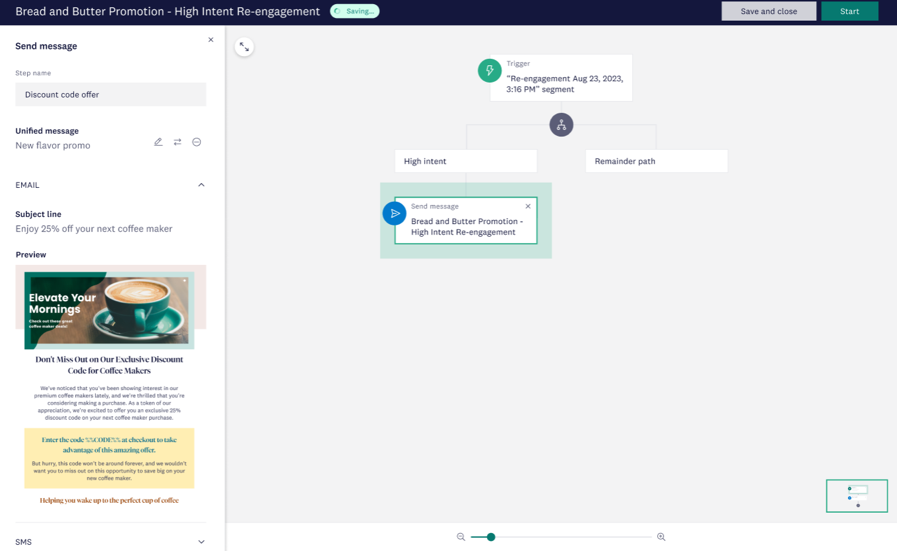 Bread and Butter Promotion - High Intent Re-engagement
Saving...
Save and close
Start
Send message
Step name
Discount code offer
Unified message
New flavor promo
EMAIL
Subject line
Enjoy 25% off your next coffee maker
Preview
Elevate Your
Mornings
Check out these great
coffee maker deals!
Don't Miss Out on Our Exclusive Discount
Code for Coffee Makers
We've noticed that you've been showing interest in our
premium coffee makers lately, and we're thrilled that you're
considering making a purchase. As a token of our
appreciation, we're excited to offer you an exclusive 25%
discount code on your next coffee maker purchase.
Enter the code %%CODE%% at checkout to take
advantage of this amazing offer.
But hurry, this code won't be around forever, and we wouldn't
want you to miss out on this opportunity to save big on your
new coffee maker.
Helping you wake up to the perfect cup of coffee
SMS
Trigger
"Re-engagement Aug 23, 2023,
3:16 PM" segment
High intent
Remainder path
Send message
Bread and Butter Promotion -
High Intent Re-engagement